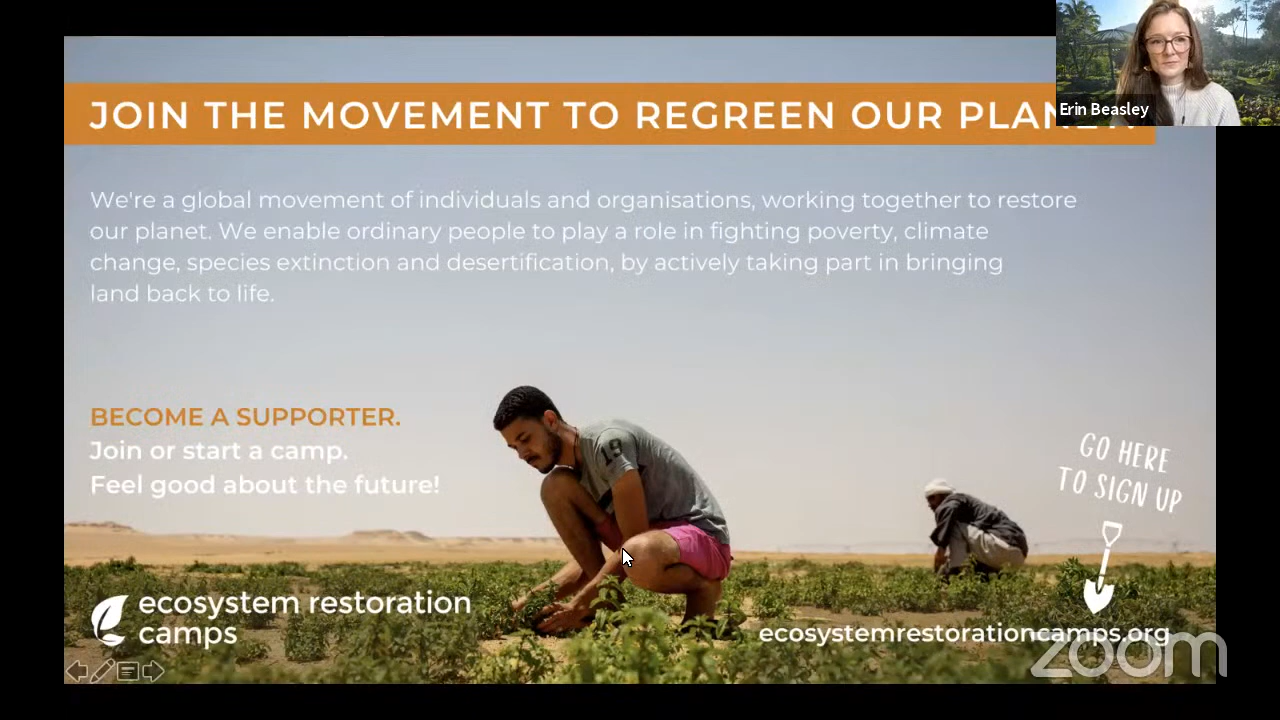 JOIN THE MOVEMENT TO REGREEN OUR
Erin Beasley
We're a global movement of individuals and organisations, working together to restore
our planet. We enable ordinary people to play a role in fighting poverty, climate
change, species extinction and desertification, by actively taking part in bringing
land back to life.
BECOME A SUPPORTER.
Join or start a camp.
Feel good about the future!
GO HERE
TO SIGN UP
19
ecosystem restoration
camps
ecosystemrestorationcamps.org
zoom